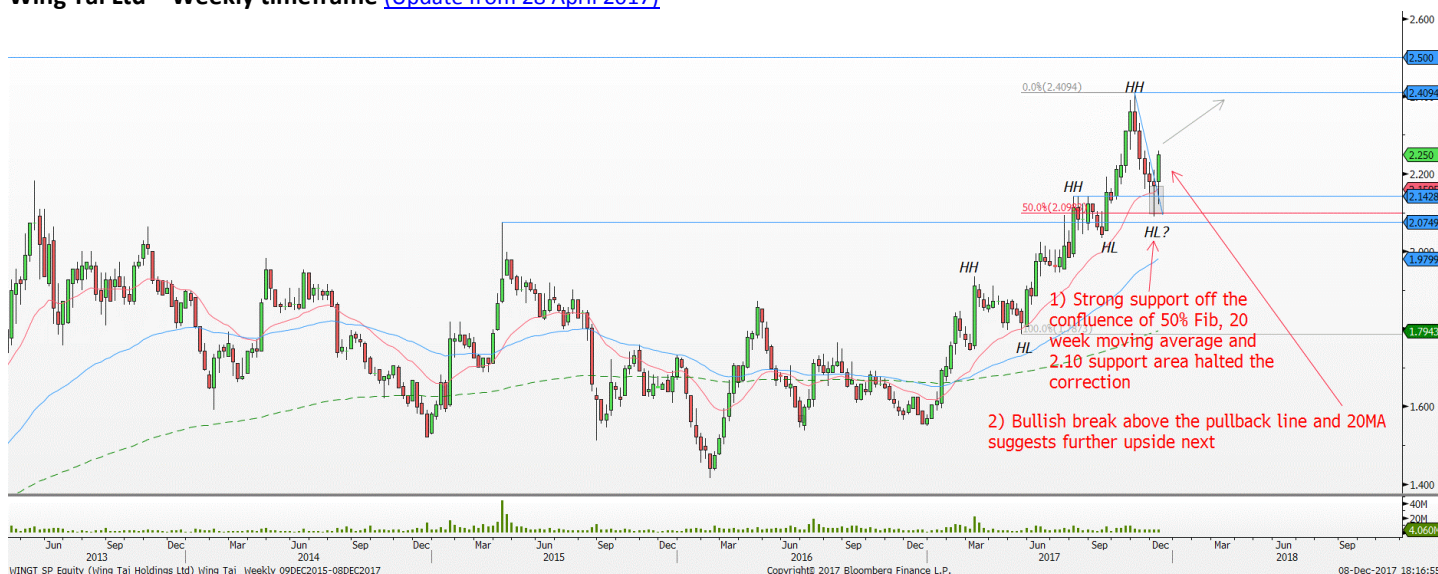 Wing Tai Ltd – Weekly timeframe (Update from 28 April 2017)
2.600
2.500
0.0%(2.4094)
HH
2.4094
2.250
2.200
HH
2.1428
50.0%(2.09
2.0749
HL
HL?
2.000
1.9799
HH
1) Strong support off the
confluence of 50% Fib, 20
week moving average and
2.10 support area halted the
correction
HL
1.7943
2) Bullish break above the pullback line and 20MA
suggests further upside next
1.600
1.400
40M
20M
4.060M
Jun Sep Dec Mar Jun Sep Dec Mar Jun Sep Dec Mar Jun Sep Dec Mar Jun Sep Dec Mar Jun Sep
2013 2014 2015 2016 2017 2018
WINGT SP Equity (Wing Tai Holdings Ltd) Wing Tai Weekly 09DEC2015-08DEC2017 Copyright© 2017 Bloomberg Finance L.P. 08-Dec-2017 18:16:55